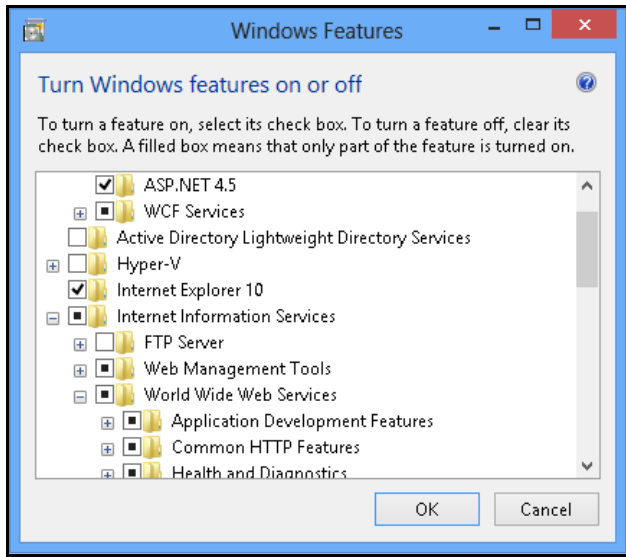 Windows Features
Turn Windows features on or off
To turn a feature on, select its check box. To turn a feature off, clear its
check box. A filled box means that only part of the feature is turned on.
ASP.NET 4.5
WCF Services
Active Directory Lightweight Directory Services
Hyper-V
Internet Explorer 10
Internet Information Services
FTP Server
Web Management Tools
World Wide Web Services
Application Development Features
Common HTTP Features
Health and Diagnostics
OK Cancel